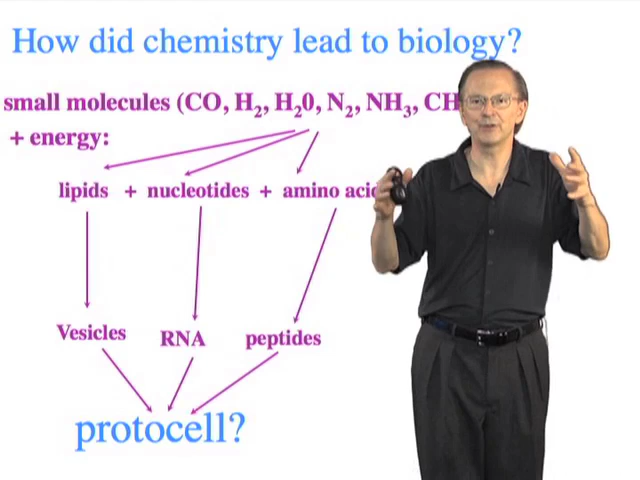 How did chemistry lead to biology?
small molecules (CO, H₂, H₂0, N₂, NH₃, CH
+ energy:
lipids + nucleotides + amino acid
Vesicles RNA peptides
protocell?